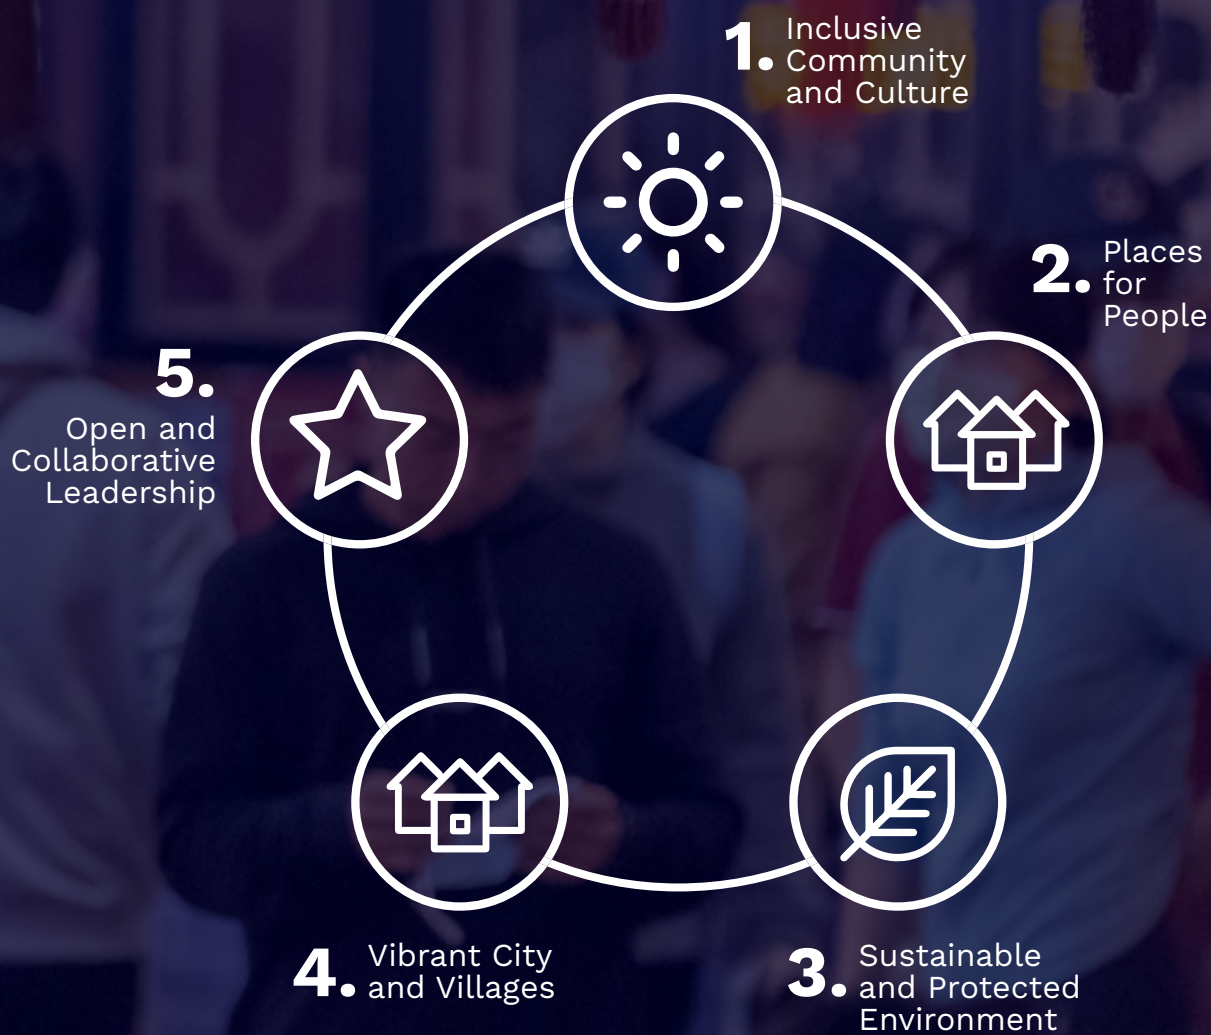 1. Inclusive
Community
and Culture
2. Places
for
People
3. Sustainable
and Protected
Environment
4. Vibrant City
and Villages
5.
Open and
Collaborative
Leadership